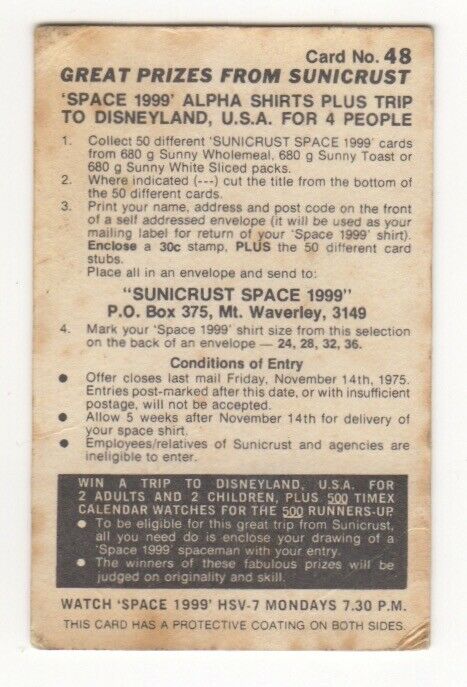 Card No. 48
GREAT PRIZES FROM SUNICRUST
'SPACE 1999' ALPHA SHIRTS PLUS TRIP
TO DISNEYLAND, U.S.A. FOR 4 PEOPLE
1. Collect 50 different 'SUNICRUST SPACE 1999' cards
from 680 g Sunny Wholemeal, 680 g Sunny Toast or
680 g Sunny White Sliced packs.
2. Where indicated (---) cut the title from the bottom of
the 50 different cards.
3. Print your name, address and post code on the front
of a self addressed envelope (it will be used as your
mailing label for return of your 'Space 1999' shirt).
Enclose a 30c stamp, PLUS the 50 different card
stubs.
Place all in an envelope and send to:
"SUNICRUST SPACE 1999"
P.O. Box 375, Mt. Waverley, 3149
4. Mark your 'Space 1999' shirt size from this selection
on the back of an envelope — 24, 28, 32, 36.
Conditions of Entry
● Offer closes last mail Friday, November 14th, 1975.
Entries post-marked after this date, or with insufficient
postage, will not be accepted.
● Allow 5 weeks after November 14th for delivery of
your space shirt.
● Employees/relatives of Sunicrust and agencies are
ineligible to enter.
WIN A TRIP TO DISNEYLAND, U.S.A. FOR
2 ADULTS AND 2 CHILDREN, PLUS 500 TIMEX
CALENDAR WATCHES FOR THE 500 RUNNERS-UP.
● To be eligible for this great trip from Sunicrust,
all you need do is enclose your drawing of a
'Space 1999' spaceman with your entry.
● The winners of these fabulous prizes will be
judged on originality and skill.
WATCH 'SPACE 1999' HSV-7 MONDAYS 7.30 P.M.
THIS CARD HAS A PROTECTIVE COATING ON BOTH SIDES.